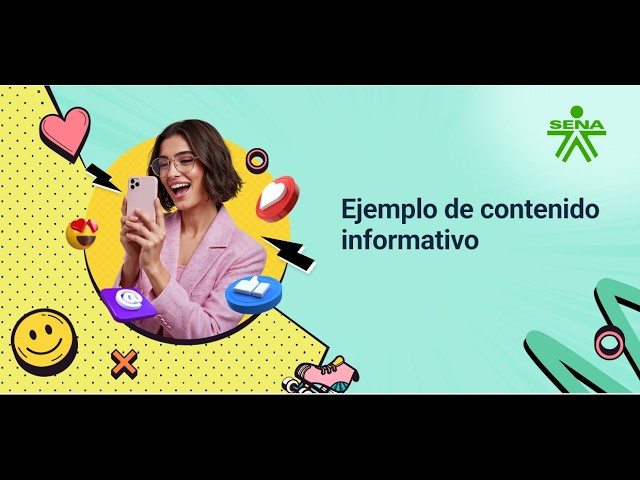 SENA
Ejemplo de contenido
informativo